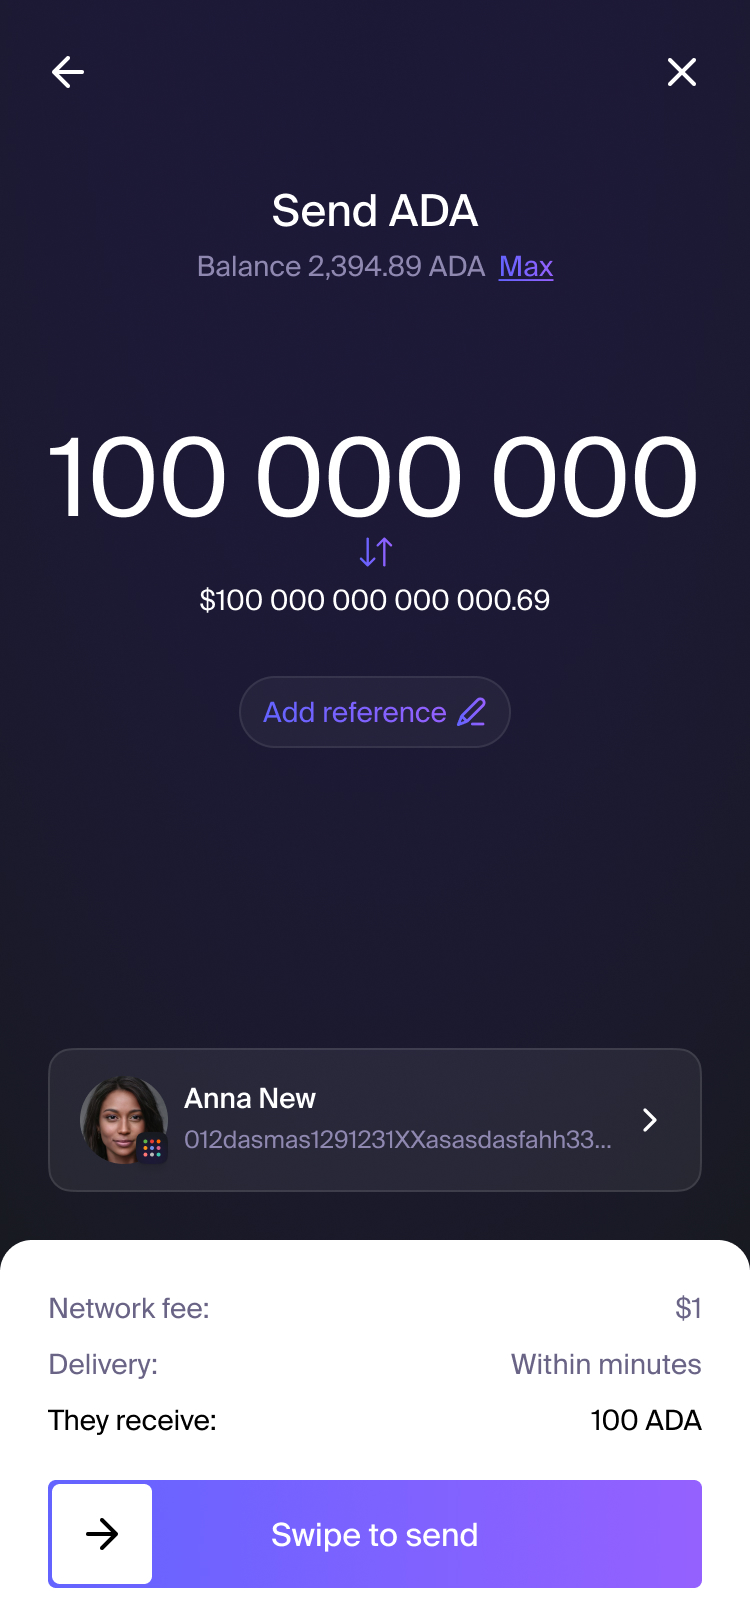 Send ADA
Balance 2,394.89 ADA Max
100 000 000
$100 000 000 000 000.69
Add reference
Anna New
012dasmas1291231XXasasdasfahh33...
Network fee: $1
Delivery: Within minutes
They receive: 100 ADA
Swipe to send